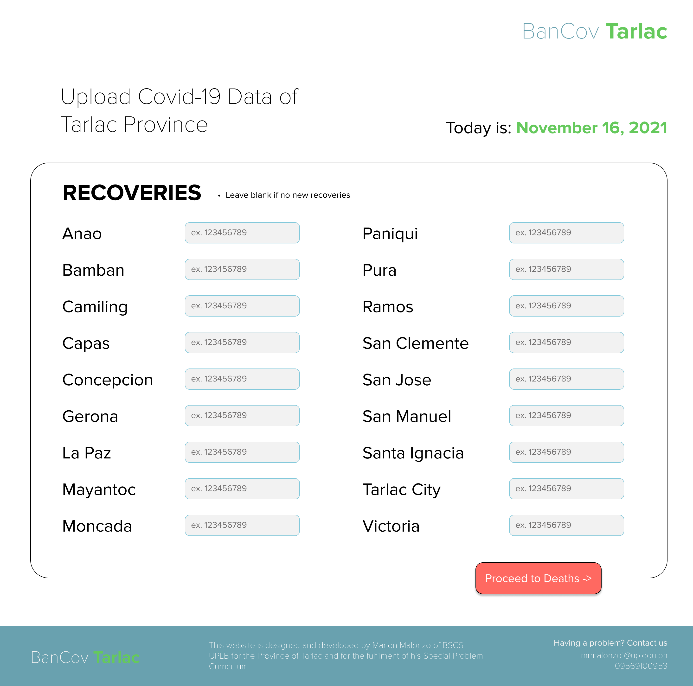 BanCov Tarlac
Upload Covid-19 Data of
Tarlac Province
Today is: November 16, 2021
RECOVERIES
• Leave blank if no new recoveries
Anao
ex. 123456789
Bamban
ex. 123456789
Camiling
ex. 123456789
Capas
ex. 123456789
Concepcion
ex. 123456789
Gerona
ex. 123456789
La Paz
ex. 123456789
Mayantoc
ex. 123456789
Moncada
ex. 123456789
Paniqui
ex. 123456789
Pura
ex. 123456789
Ramos
ex. 123456789
San Clemente
ex. 123456789
San Jose
ex. 123456789
San Manuel
ex. 123456789
Santa Ignacia
ex. 123456789
Tarlac City
ex. 123456789
Victoria
ex. 123456789
Proceed to Deaths ->
BanCov Tarlac
This website is designed and developed by of BSCS
UPLB for the Province of Tarlac and for the of his Special Problem
Having a problem? Contact us